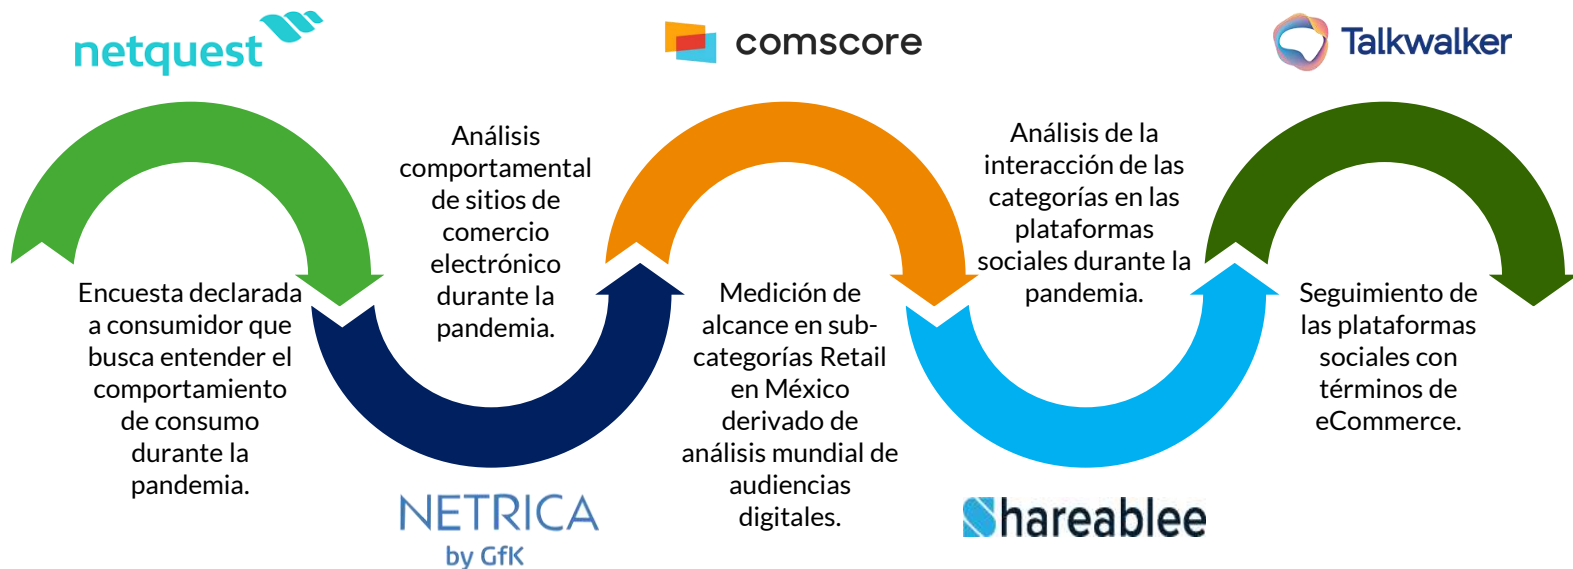 netquest
Encuesta declarada
a consumidor que
busca entender el
comportamiento
de consumo
durante la
pandemia.
Análisis
comportamental
de sitios de
comercio
electrónico
durante la
pandemia.
NETRICA
by GfK
comscore
Medición de
alcance en sub-
categorías Retail
en México
derivado de
análisis mundial de
audiencias
digitales.
Análisis de la
interacción de las
categorías en las
plataformas
sociales durante la
pandemia.
Shareablee
Talkwalker
Seguimiento de
las plataformas
sociales con
términos de
eCommerce.